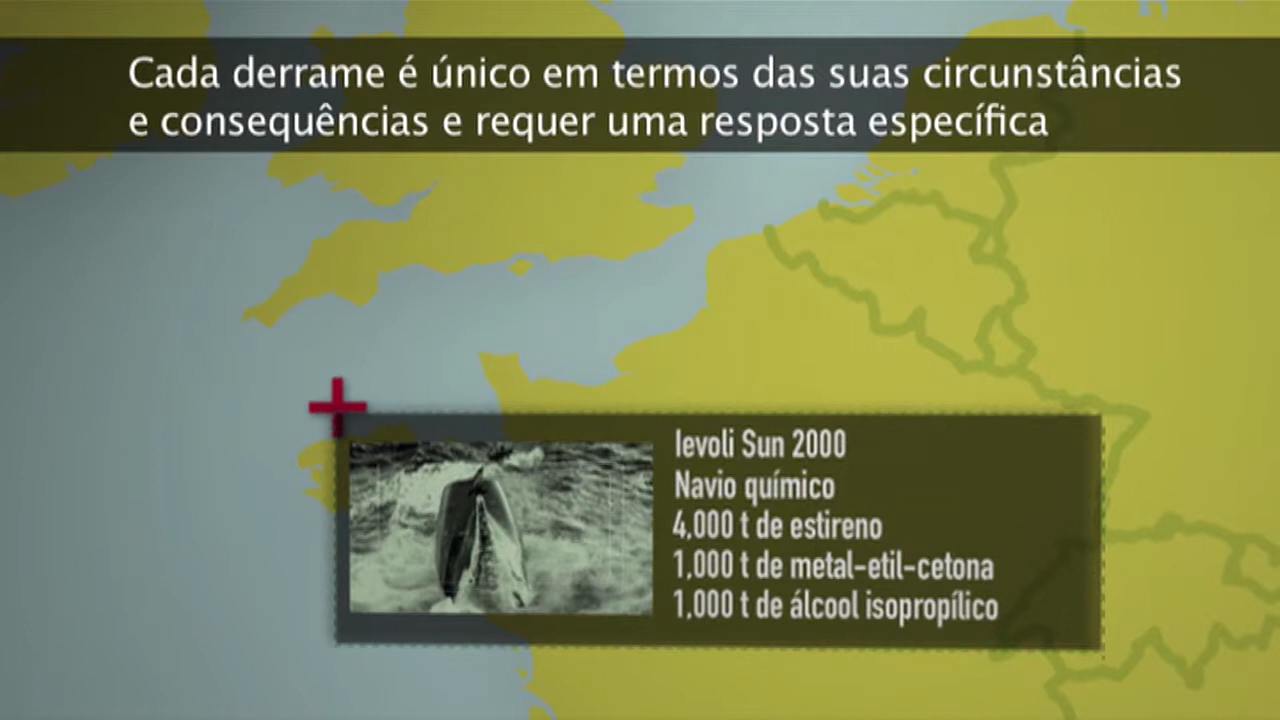 Cada derrame é único em termos das suas circunstâncias
e consequências e requer uma resposta específica
Ievoli Sun 2000
Navio químico
4,000 t de estireno
1,000 t de metal-etil-cetona
1,000 t de álcool isopropílico